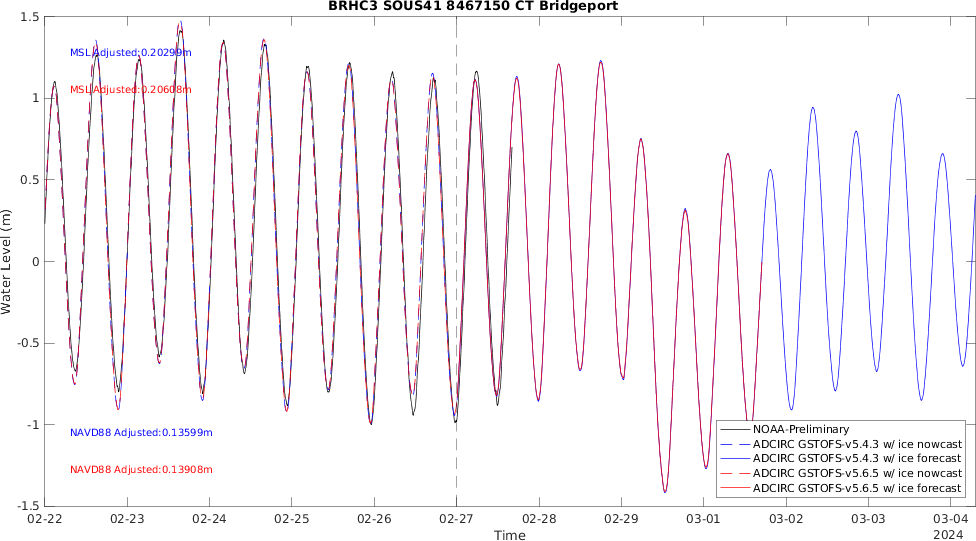 BRHC3 SOUS41 8467150 CT Bridgeport
1.5
1
0.5
0
-0.5
-1
-1.5
Water Level (m)
MSL Adjusted:0.20299m
MSL Adjusted:0.20608m
NAVD88 Adjusted:0.13599m
NAVD88 Adjusted:0.13908m
NOAA-Preliminary
ADCIRC GSTOFS-v5.4.3 w/ ice nowcast
ADCIRC GSTOFS-v5.4.3 w/ ice forecast
ADCIRC GSTOFS-v5.6.5 w/ ice nowcast
ADCIRC GSTOFS-v5.6.5 w/ ice forecast
02-22 02-23 02-24 02-25 02-26 02-27 02-28 02-29 03-01 03-02 03-03 03-04
Time
2024